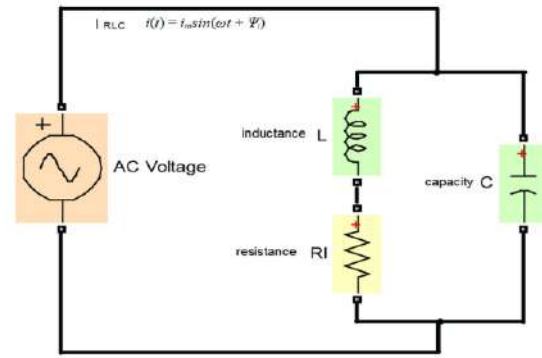 I RLC i(t) = iₘsin(ωt + Ψᵢ)
+
AC Voltage
inductance L
+
capacity C
+
resistance RI
+